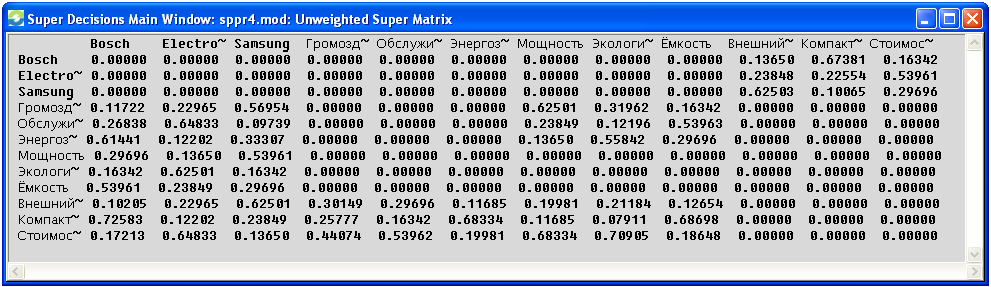 Super Decisions Main Window: sppr4.mod: Unweighted Super Matrix
Bosch Electro~ Samsung Громозд~ Обслужи~ Энергоз~ Мощность Экологи~ Ёмкость Внешний~ Компакт~ Стоимос~
Bosch 0.00000 0.00000 0.00000 0.00000 0.00000 0.00000 0.00000 0.00000 0.00000 0.13650 0.67381 0.16342
Electro~ 0.00000 0.00000 0.00000 0.00000 0.00000 0.00000 0.00000 0.00000 0.00000 0.23848 0.22554 0.53961
Samsung 0.00000 0.00000 0.00000 0.00000 0.00000 0.00000 0.00000 0.00000 0.00000 0.62503 0.10065 0.29696
Громозд~ 0.11722 0.22965 0.56954 0.00000 0.00000 0.00000 0.62501 0.31962 0.16342 0.00000 0.00000 0.00000
Обслужи~ 0.26838 0.64833 0.09739 0.00000 0.00000 0.00000 0.23849 0.12196 0.53963 0.00000 0.00000 0.00000
Энергоз~ 0.61441 0.12202 0.33307 0.00000 0.00000 0.00000 0.13650 0.55842 0.29696 0.00000 0.00000 0.00000
Мощность 0.29696 0.13650 0.53961 0.00000 0.00000 0.00000 0.00000 0.00000 0.00000 0.00000 0.00000 0.00000
Экологи~ 0.16342 0.62501 0.16342 0.00000 0.00000 0.00000 0.00000 0.00000 0.00000 0.00000 0.00000 0.00000
Ёмкость 0.53961 0.23849 0.29696 0.00000 0.00000 0.00000 0.00000 0.00000 0.00000 0.00000 0.00000 0.00000
Внешний~ 0.10205 0.22965 0.62501 0.30149 0.29696 0.11685 0.19981 0.21184 0.12654 0.00000 0.00000 0.00000
Компакт~ 0.72583 0.12202 0.23849 0.25777 0.16342 0.68334 0.11685 0.07911 0.68698 0.00000 0.00000 0.00000
Стоимос~ 0.17213 0.64833 0.13650 0.44074 0.53962 0.19981 0.68334 0.70905 0.18648 0.00000 0.00000 0.00000